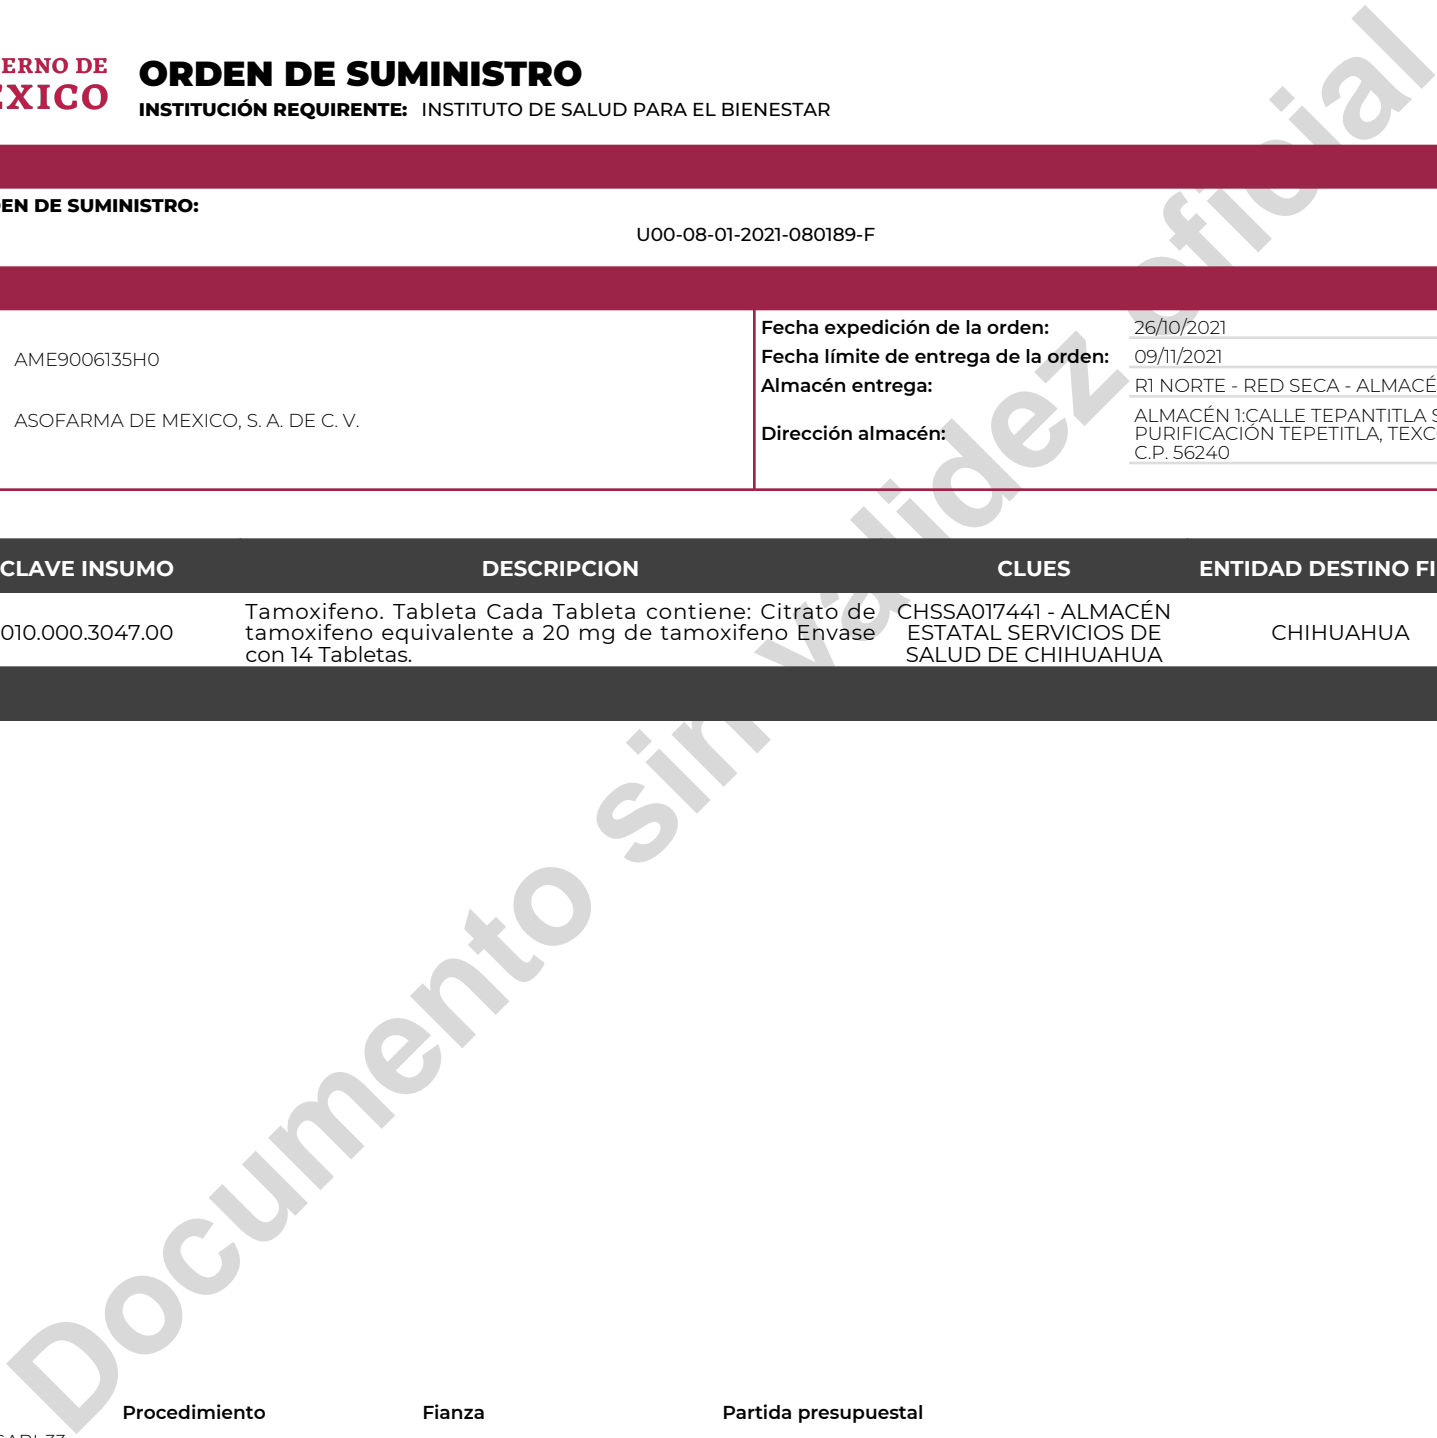 ERNO DE
ÉXICO
ORDEN DE SUMINISTRO
INSTITUCIÓN REQUIRENTE: INSTITUTO DE SALUD PARA EL BIENESTAR
EN DE SUMINISTRO:
U00-08-01-2021-080189-F
AME9006135H0
ASOFARMA DE MEXICO, S. A. DE C. V.
Fecha expedición de la orden: 26/10/2021
Fecha límite de entrega de la orden: 09/11/2021
Almacén entrega: R1 NORTE - RED SECA - ALMACÉ
Dirección almacén: ALMACÉN 1:CALLE TEPANTITLA S
PURIFICACIÓN TEPETITLA, TEXC
C.P. 56240
CLAVE INSUMO DESCRIPCION CLUES ENTIDAD DESTINO FI
010.000.3047.00
Tamoxifeno. Tableta Cada Tableta contiene: Citrato de
tamoxifeno equivalente a 20 mg de tamoxifeno Envase
con 14 Tabletas.
CHSSA017441 - ALMACÉN
ESTATAL SERVICIOS DE
SALUD DE CHIHUAHUA
CHIHUAHUA
Documento sin validez oficial
Procedimiento Fianza Partida presupuestal